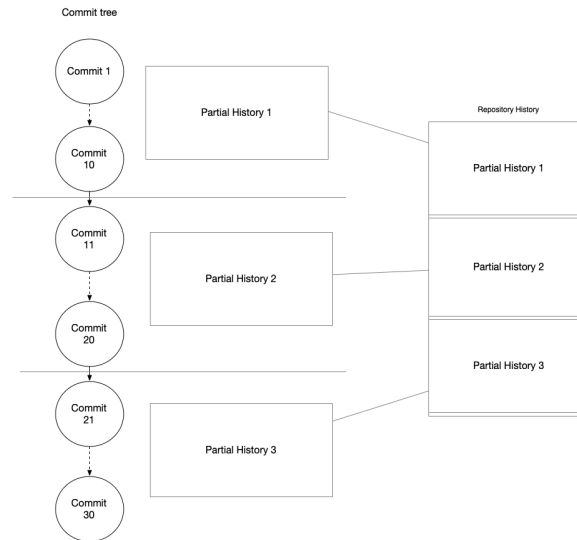 Commit tree
Commit 1
Partial History 1
Repository History
Commit
10
Partial History 1
Commit
11
Partial History 2
Partial History 2
Commit
20
Partial History 3
Commit
21
Partial History 3
Commit
30